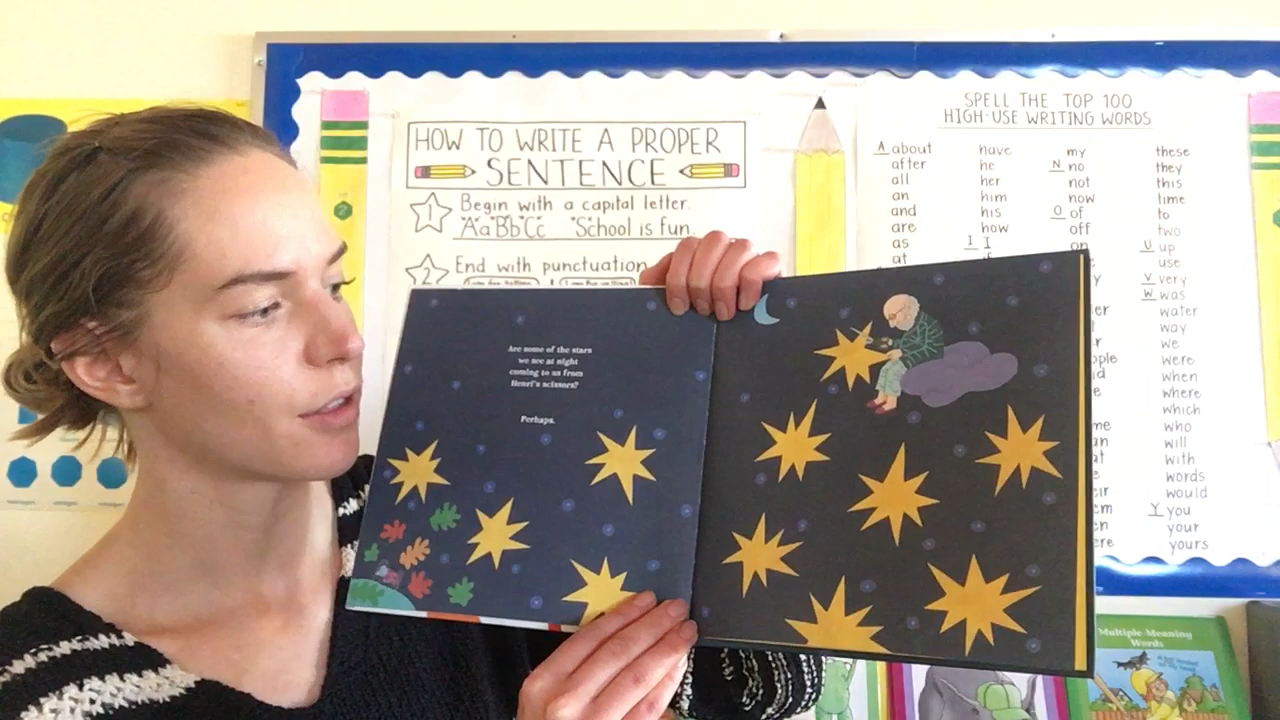 HOW TO WRITE A PROPER
SENTENCE
1 Begin with a capital letter.
AaBbCc "School is fun.
2 End with punctuation
SPELL THE TOP 100
HIGH-USE WRITING WORDS
A about
after
all
an
and
are
as
at
have
he
her
him
his
how
I I
if
my
N no
not
now
O of
off
on
these
they
this
time
to
two
U up
use
V very
W was
water
way
we
were
when
where
which
who
will
with
words
would
Y you
your
yours
Are some of the stars
we see at night
coming to us from
Henri's scissors?
Perhaps.
Multiple-Meaning
Words